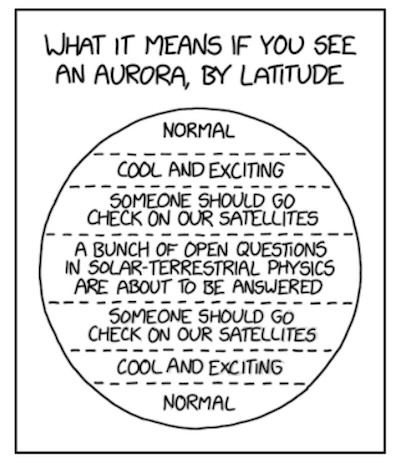 WHAT IT MEANS IF YOU SEE
AN AURORA, BY LATITUDE
NORMAL
COOL AND EXCITING
SOMEONE SHOULD GO
CHECK ON OUR SATELLITES
A BUNCH OF OPEN QUESTIONS
IN SOLAR-TERRESTRIAL PHYSICS
ARE ABOUT TO BE ANSWERED
SOMEONE SHOULD GO
CHECK ON OUR SATELLITES
COOL AND EXCITING
NORMAL